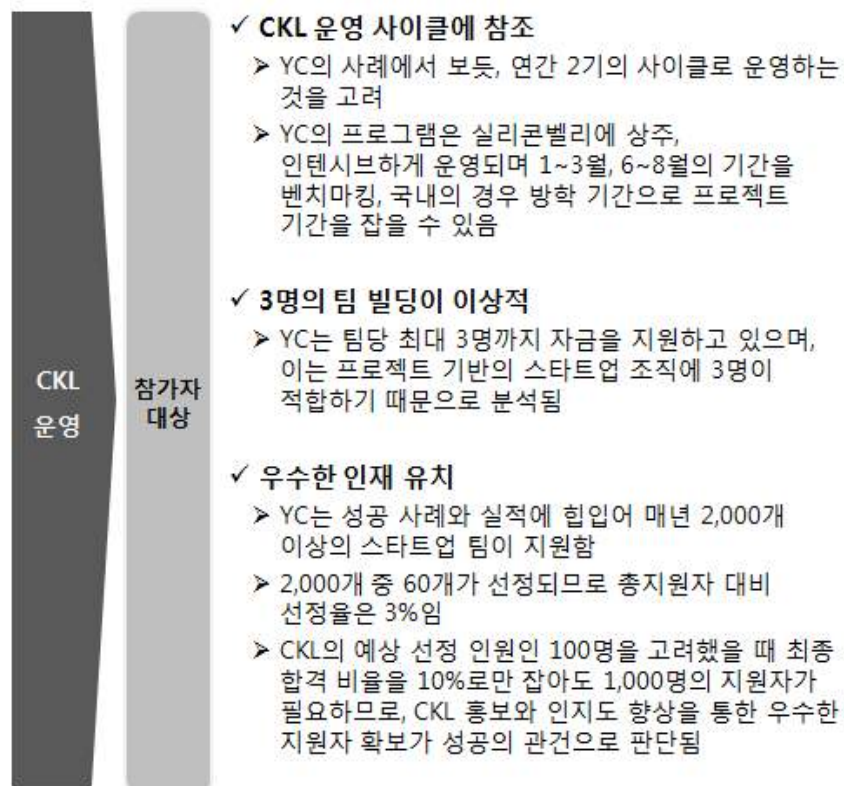 CKL
운영
참가자
대상
✓ CKL 운영 사이클에 참조
➢ YC의 사례에서 보듯, 연간 2기의 사이클로 운영하는
것을 고려
➢ YC의 프로그램은 실리콘벨리에 상주,
인텐시브하게 운영되며 1~3월, 6~8월의 기간을
벤치마킹, 국내의 경우 방학 기간으로 프로젝트
기간을 잡을 수 있음
✓ 3명의 팀 빌딩이 이상적
➢ YC는 팀당 최대 3명까지 자금을 지원하고 있으며,
이는 프로젝트 기반의 스타트업 조직에 3명이
적합하기 때문으로 분석됨
✓ 우수한 인재 유치
➢ YC는 성공 사례와 실적에 힙입어 매년 2,000개
이상의 스타트업 팀이 지원함
➢ 2,000개 중 60개가 선정되므로 총지원자 대비
선정율은 3%임
➢ CKL의 예상 선정 인원인 100명을 고려했을 때 최종
합격 비율을 10%로만 잡아도 1,000명의 지원자가
필요하므로, CKL 홍보와 인지도 향상을 통한 우수한
지원자 확보가 성공의 관건으로 판단됨